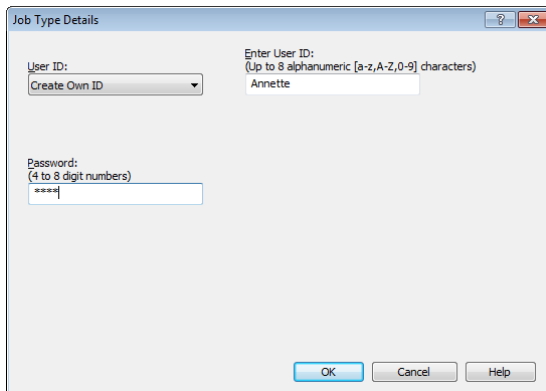 Job Type Details
User ID:
Create Own ID
Enter User ID:
(Up to 8 alphanumeric [a-z,A-Z,0-9] characters)
Annette
Password:
(4 to 8 digit numbers)
****
OK
Cancel
Help